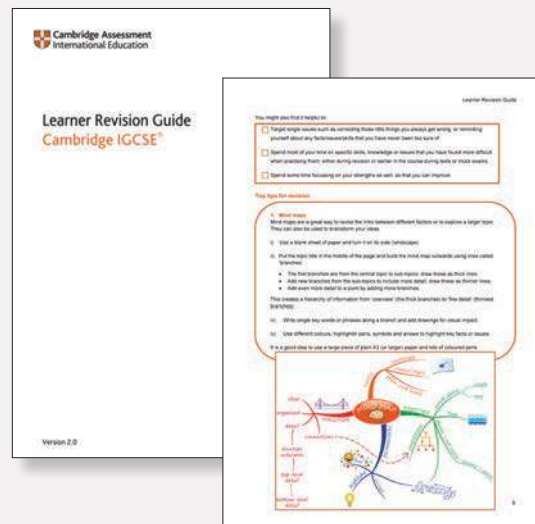 Cambridge Assessment
International Education
Learner Revision Guide
Cambridge IGCSE®
Version 2.0
Learner Revision Guide
You might also find it helpful to:
Target single issues such as correcting those little things you always get wrong, or reminding
yourself about any facts/issues/skills that you have never been too sure of.
Spend most of your time on specific skills, knowledge or issues that you have found more difficult
when practising them, either during revision or earlier in the course during tests or mock exams.
Spend some time focussing on your strengths as well, so that you can improve.
Top tips for revision
1. Mind maps
Mind maps are a great way to revise the links between different factors or to explore a larger topic.
They can also be used to brainstorm your ideas.
i) Use a blank sheet of paper and turn it on its side (landscape).
ii) Put the topic title in the middle of the page and build the mind map outwards using lines called
'branches'.
• The first branches are from the central topic to sub-topics; draw these as thick lines.
• Add new branches from the sub-topics to include more detail; draw these as thinner lines.
• Add even more detail to a point by adding more branches.
This creates a hierarchy of information from 'overview' (the thick branches) to 'fine detail' (thinnest
branches).
Write single key words or phrases along a branch and add drawings for visual impact.
Use different colours, highlighter pens, symbols and arrows to highlight key facts or issues.
It is a good idea to use a large piece of plain A3 (or larger) paper and lots of coloured pens.
clear
organised
detail
structure
connections